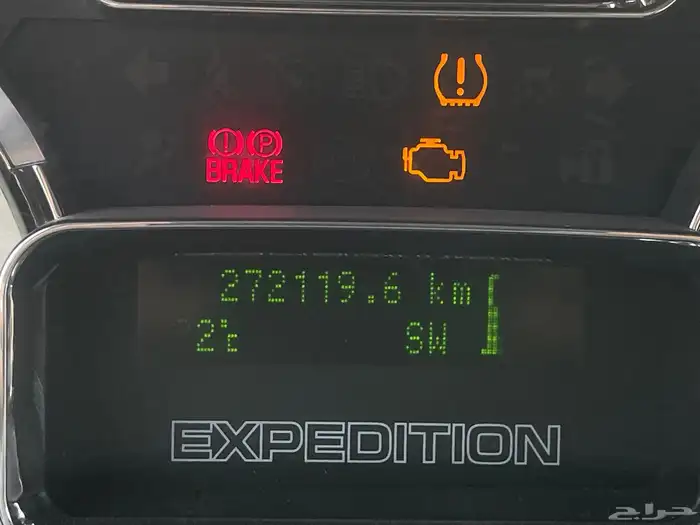 ! P
BRAKE
272119.6 km
2°C SW
EXPEDITION
حراج